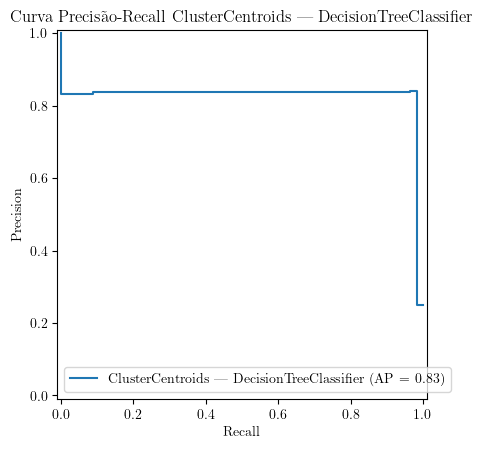 Curva Precisão-Recall ClusterCentroids — DecisionTreeClassifier
1.0
0.8
0.6
0.4
0.2
0.0
Precision
ClusterCentroids — DecisionTreeClassifier (AP = 0.83)
0.0 0.2 0.4 0.6 0.8 1.0
Recall